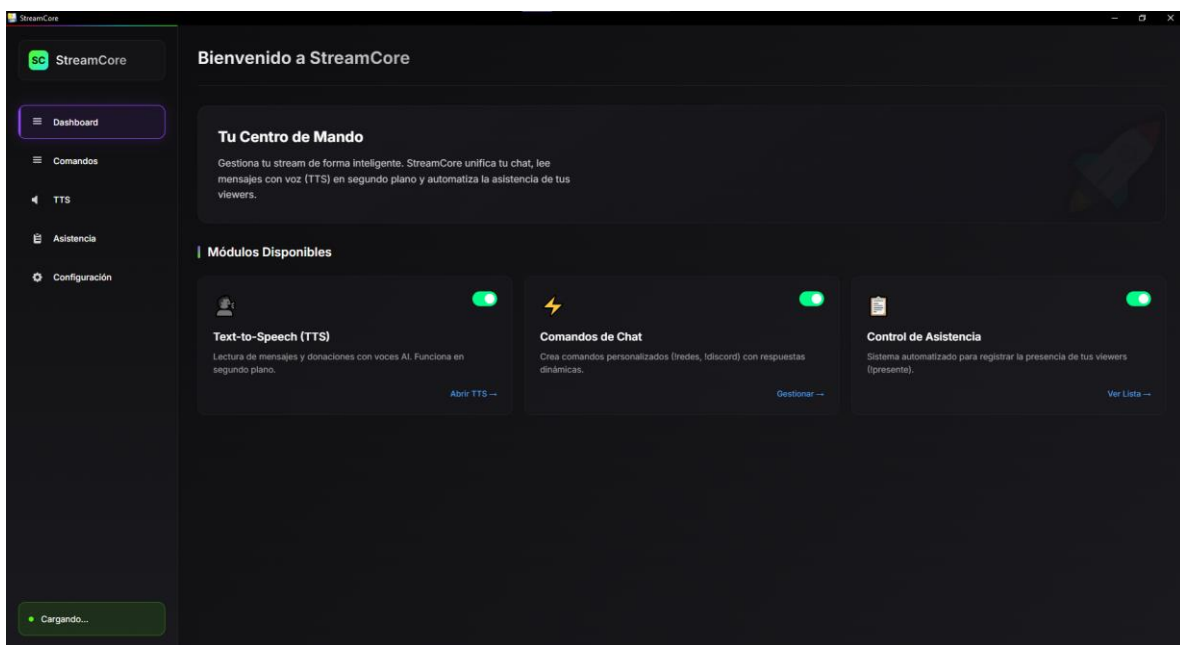 StreamCore
SC StreamCore
Dashboard
Comandos
TTS
Asistencia
Configuración
Cargando...
Bienvenido a StreamCore
Tu Centro de Mando
Gestiona tu stream de forma inteligente. StreamCore unifica tu chat, lee
mensajes con voz (TTS) en segundo plano y automatiza la asistencia de tus
viewers.
Módulos Disponibles
Text-to-Speech (TTS)
Lectura de mensajes y donaciones con voces AI. Funciona en
segundo plano.
Abrir TTS →
Comandos de Chat
Crea comandos personalizados (!redes, !discord) con respuestas
dinámicas.
Gestionar →
Control de Asistencia
Sistema automatizado para registrar la presencia de tus viewers
(!presente).
Ver Lista →